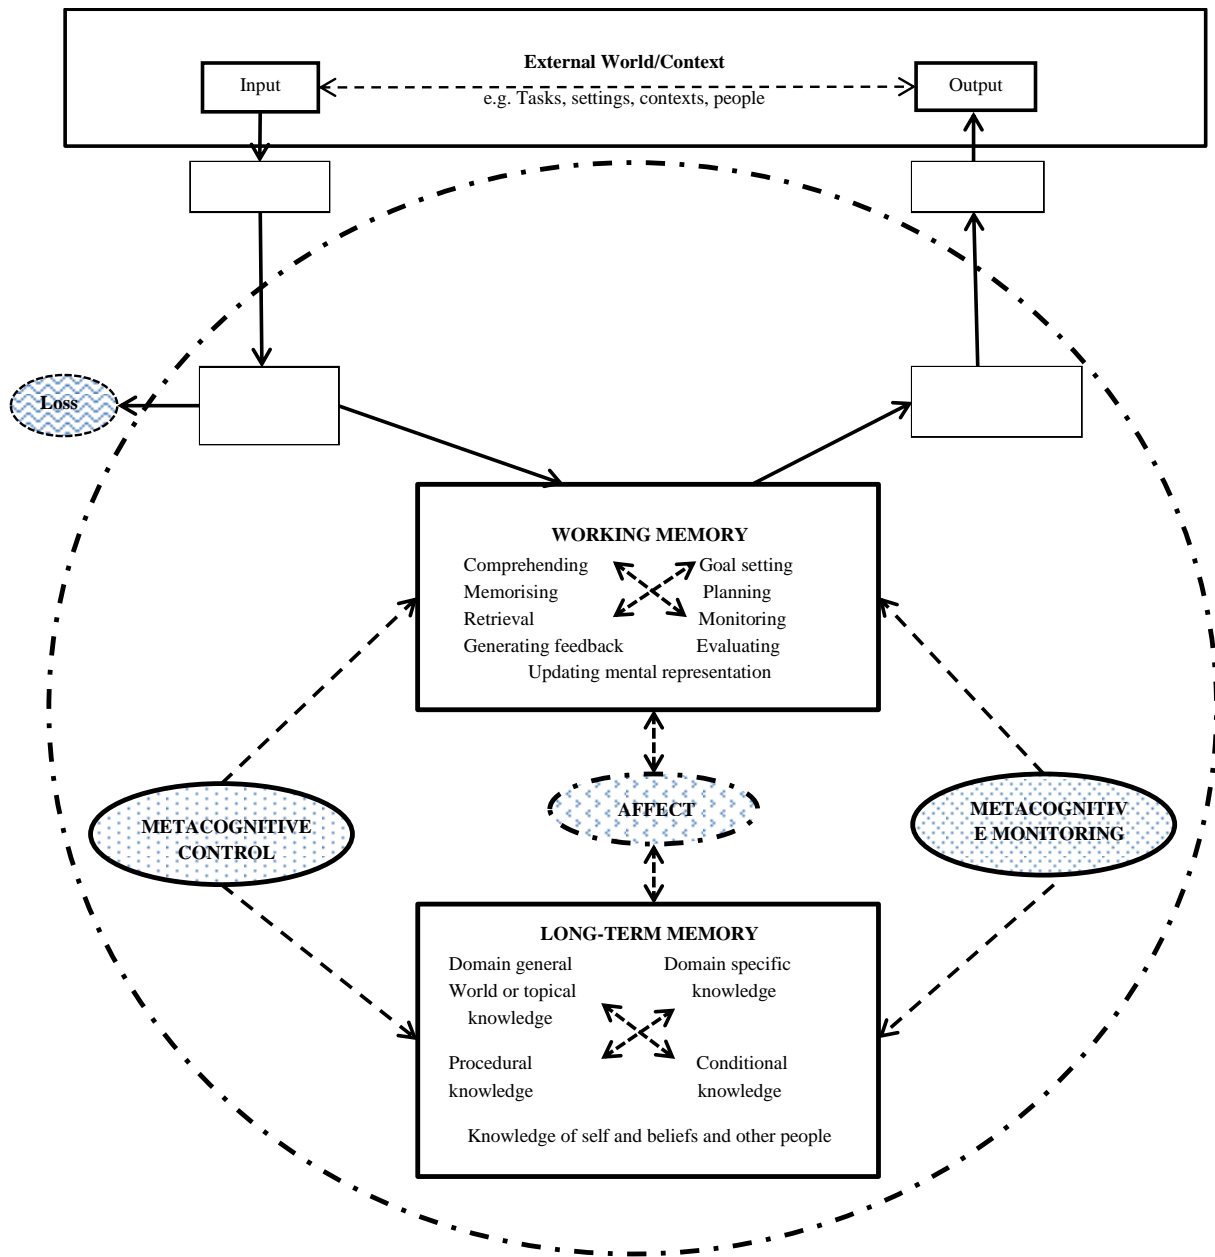 External World/Context
Input
Output
e.g. Tasks, settings, contexts, people
Loss
WORKING MEMORY
Comprehending
Goal setting
Memorising
Planning
Retrieval
Monitoring
Generating feedback
Evaluating
Updating mental representation
METACOGNITIVE
CONTROL
AFFECT
METACOGNITIV
E MONITORING
LONG-TERM MEMORY
Domain general
Domain specific
World or topical
knowledge
knowledge
Procedural
Conditional
knowledge
knowledge
Knowledge of self and beliefs and other people